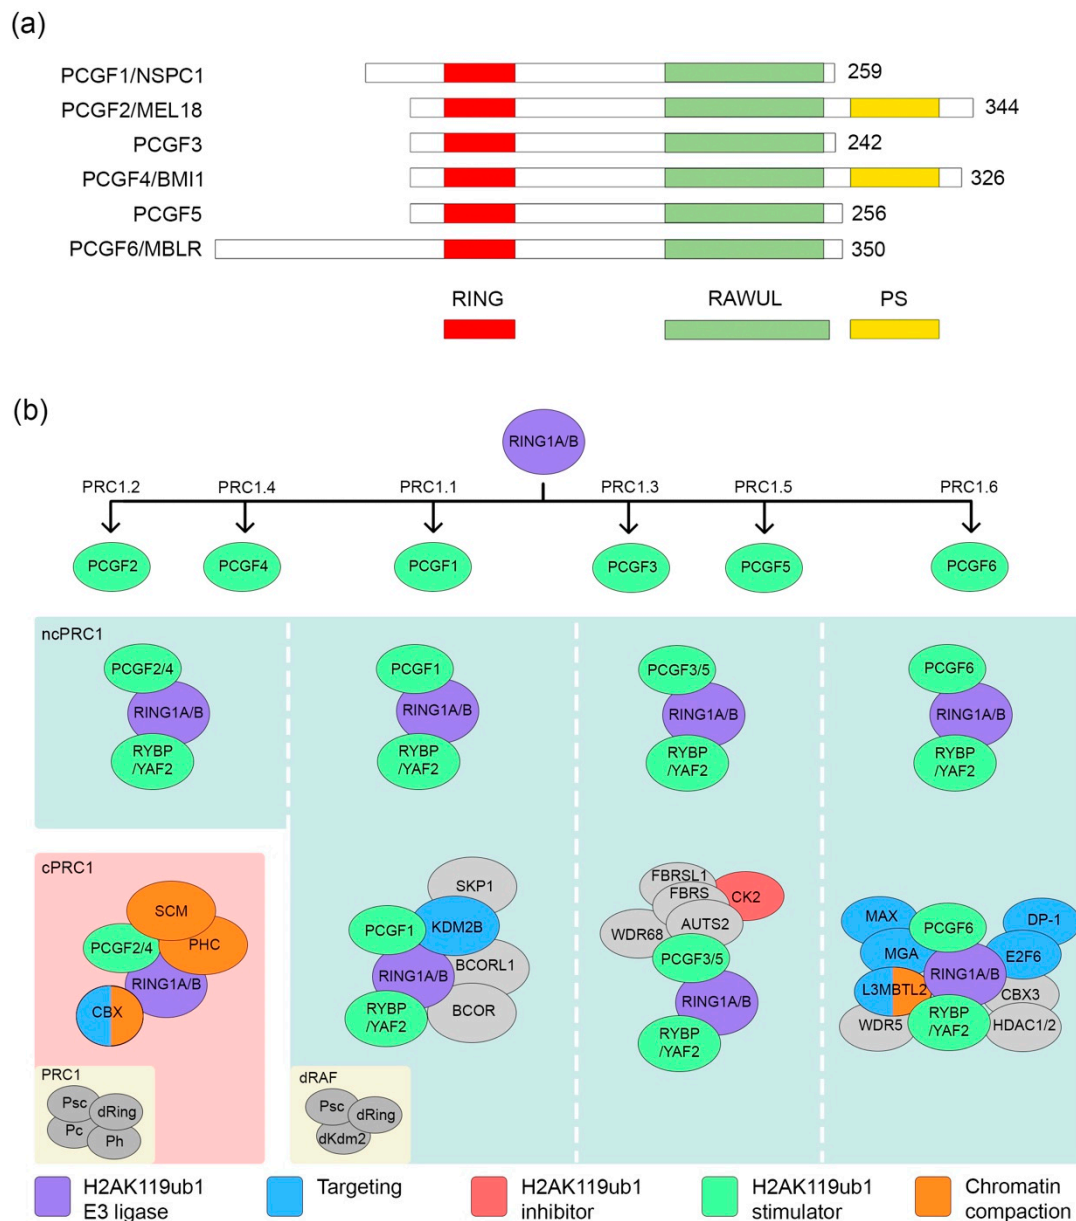 (a)
PCGF1/NSPC1 259
PCGF2/MEL18 344
PCGF3 242
PCGF4/BMI1 326
PCGF5 256
PCGF6/MBLR 350
RING RAWUL PS
(b)
RING1A/B
PRC1.2 PRC1.4 PRC1.1 PRC1.3 PRC1.5 PRC1.6
PCGF2 PCGF4 PCGF1 PCGF3 PCGF5 PCGF6
ncPRC1
PCGF2/4
RING1A/B
RYBP
/YAF2
PCGF1
RING1A/B
RYBP
/YAF2
PCGF3/5
RING1A/B
RYBP
/YAF2
PCGF6
RING1A/B
RYBP
/YAF2
cPRC1
SCM
PCGF2/4
PHC
RING1A/B
CBX
PRC1
Psc
dRing
Pc
Ph
SKP1
PCGF1
KDM2B
RING1A/B
BCORL1
RYBP
/YAF2
BCOR
dRAF
Psc
dRing
dKdm2
FBRSL1
FBRS
CK2
AUTS2
WDR68
PCGF3/5
RING1A/B
RYBP
/YAF2
MAX
PCGF6
DP-1
MGA
E2F6
RING1A/B
L3MBTL2
CBX3
WDR5
RYBP
/YAF2
HDAC1/2
H2AK119ub1
E3 ligase
Targeting
H2AK119ub1
inhibitor
H2AK119ub1
stimulator
Chromatin
compaction